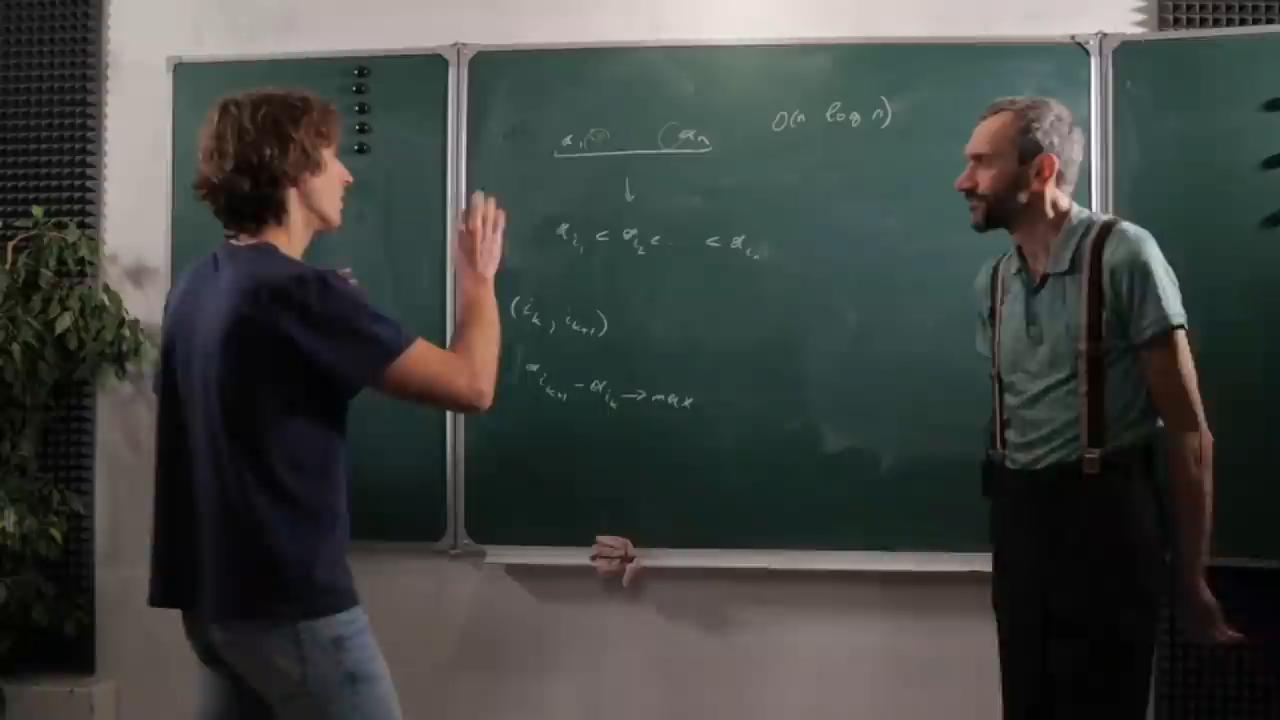 a₁ aₙ
O(n log n)
↓
a_{i₁} < a_{i₂} < ... < a_{iₙ}
(i_k, i_{k+1})
a_{i_{k+1}} - a_{i_k} → max